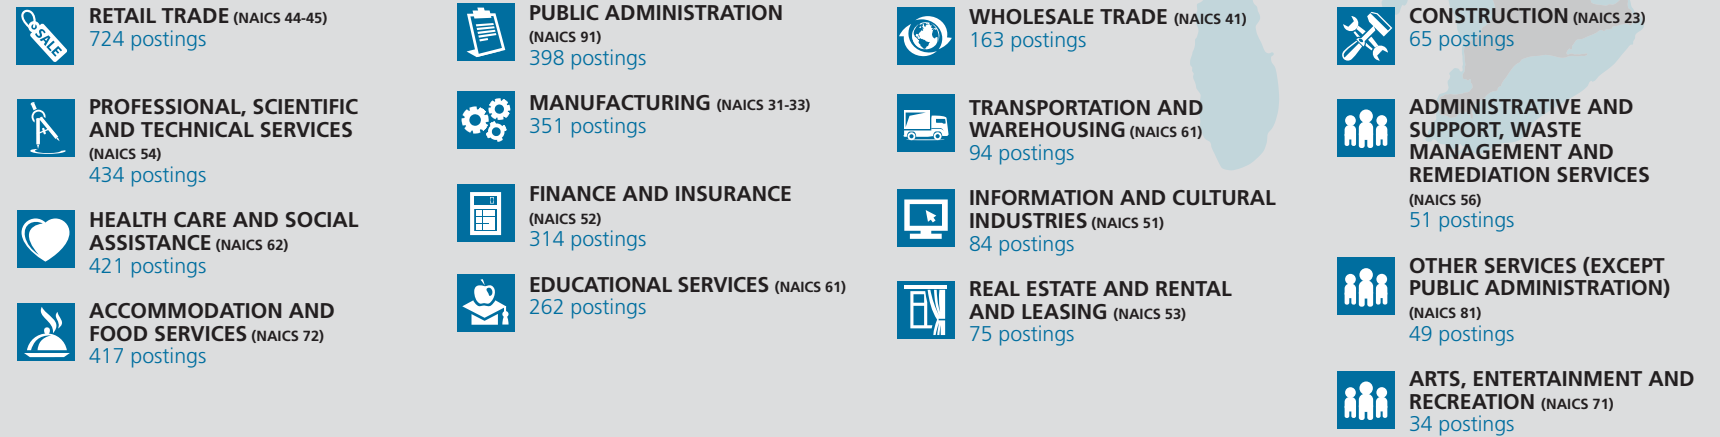 RETAIL TRADE (NAICS 44-45)
724 postings
PROFESSIONAL, SCIENTIFIC
AND TECHNICAL SERVICES
(NAICS 54)
434 postings
HEALTH CARE AND SOCIAL
ASSISTANCE (NAICS 62)
421 postings
ACCOMMODATION AND
FOOD SERVICES (NAICS 72)
417 postings
PUBLIC ADMINISTRATION
(NAICS 91)
398 postings
MANUFACTURING (NAICS 31-33)
351 postings
FINANCE AND INSURANCE
(NAICS 52)
314 postings
EDUCATIONAL SERVICES (NAICS 61)
262 postings
WHOLESALE TRADE (NAICS 41)
163 postings
TRANSPORTATION AND
WAREHOUSING (NAICS 61)
94 postings
INFORMATION AND CULTURAL
INDUSTRIES (NAICS 51)
84 postings
REAL ESTATE AND RENTAL
AND LEASING (NAICS 53)
75 postings
CONSTRUCTION (NAICS 23)
65 postings
ADMINISTRATIVE AND
SUPPORT, WASTE
MANAGEMENT AND
REMEDIATION SERVICES
(NAICS 56)
51 postings
OTHER SERVICES (EXCEPT
PUBLIC ADMINISTRATION)
(NAICS 81)
49 postings
ARTS, ENTERTAINMENT AND
RECREATION (NAICS 71)
34 postings
SALE